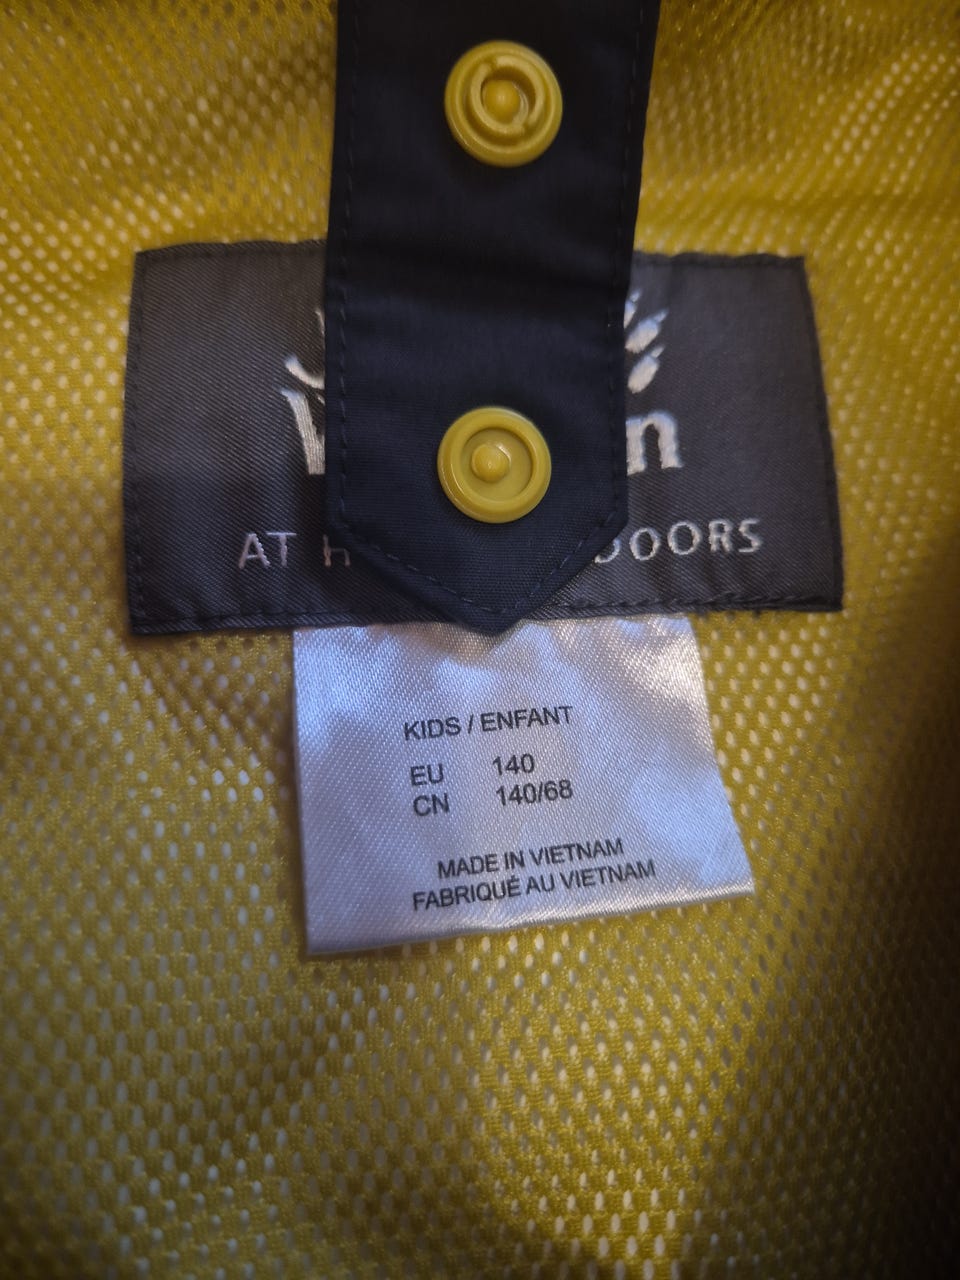 AT H DOORS
KIDS / ENFANT
EU 140
CN 140/68
MADE IN VIETNAM
FABRIQUÉ AU VIETNAM